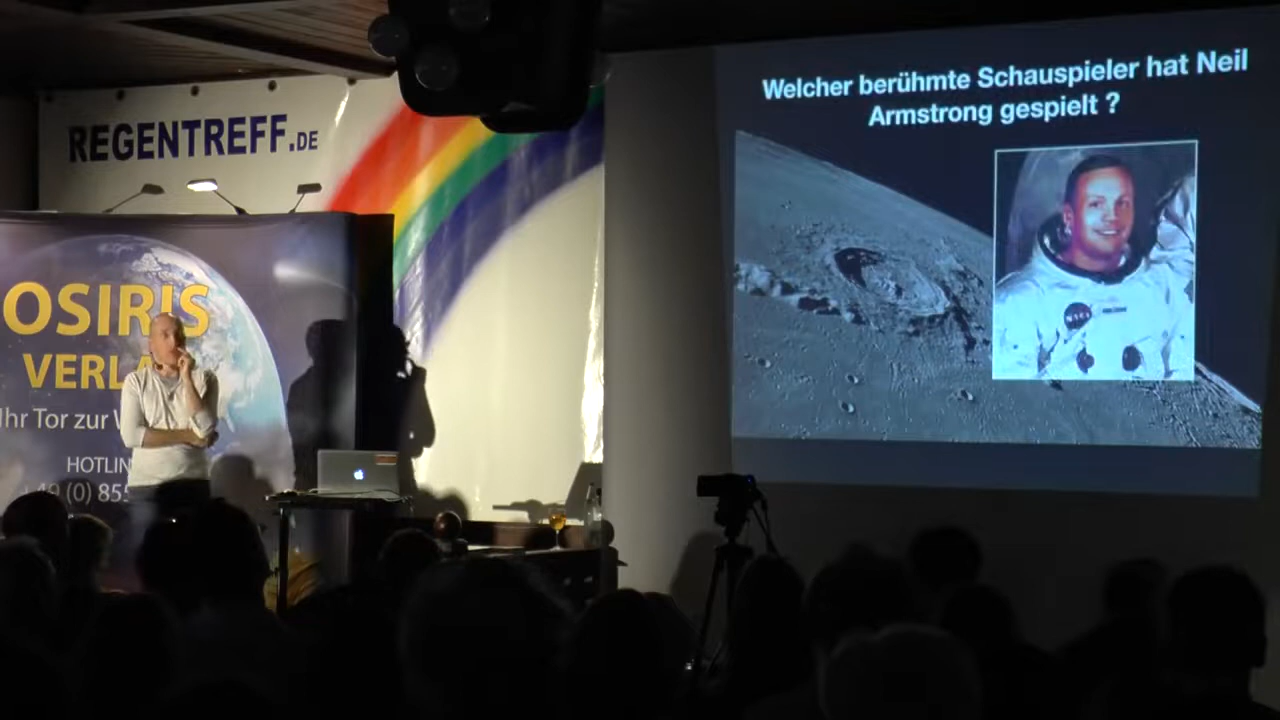 REGENTREFF.DE
OSIRIS
VERLA
Ihr Tor zur W
HOTLIN
+49 (0) 855
Welcher berühmte Schauspieler hat Neil
Armstrong gespielt ?
NASA